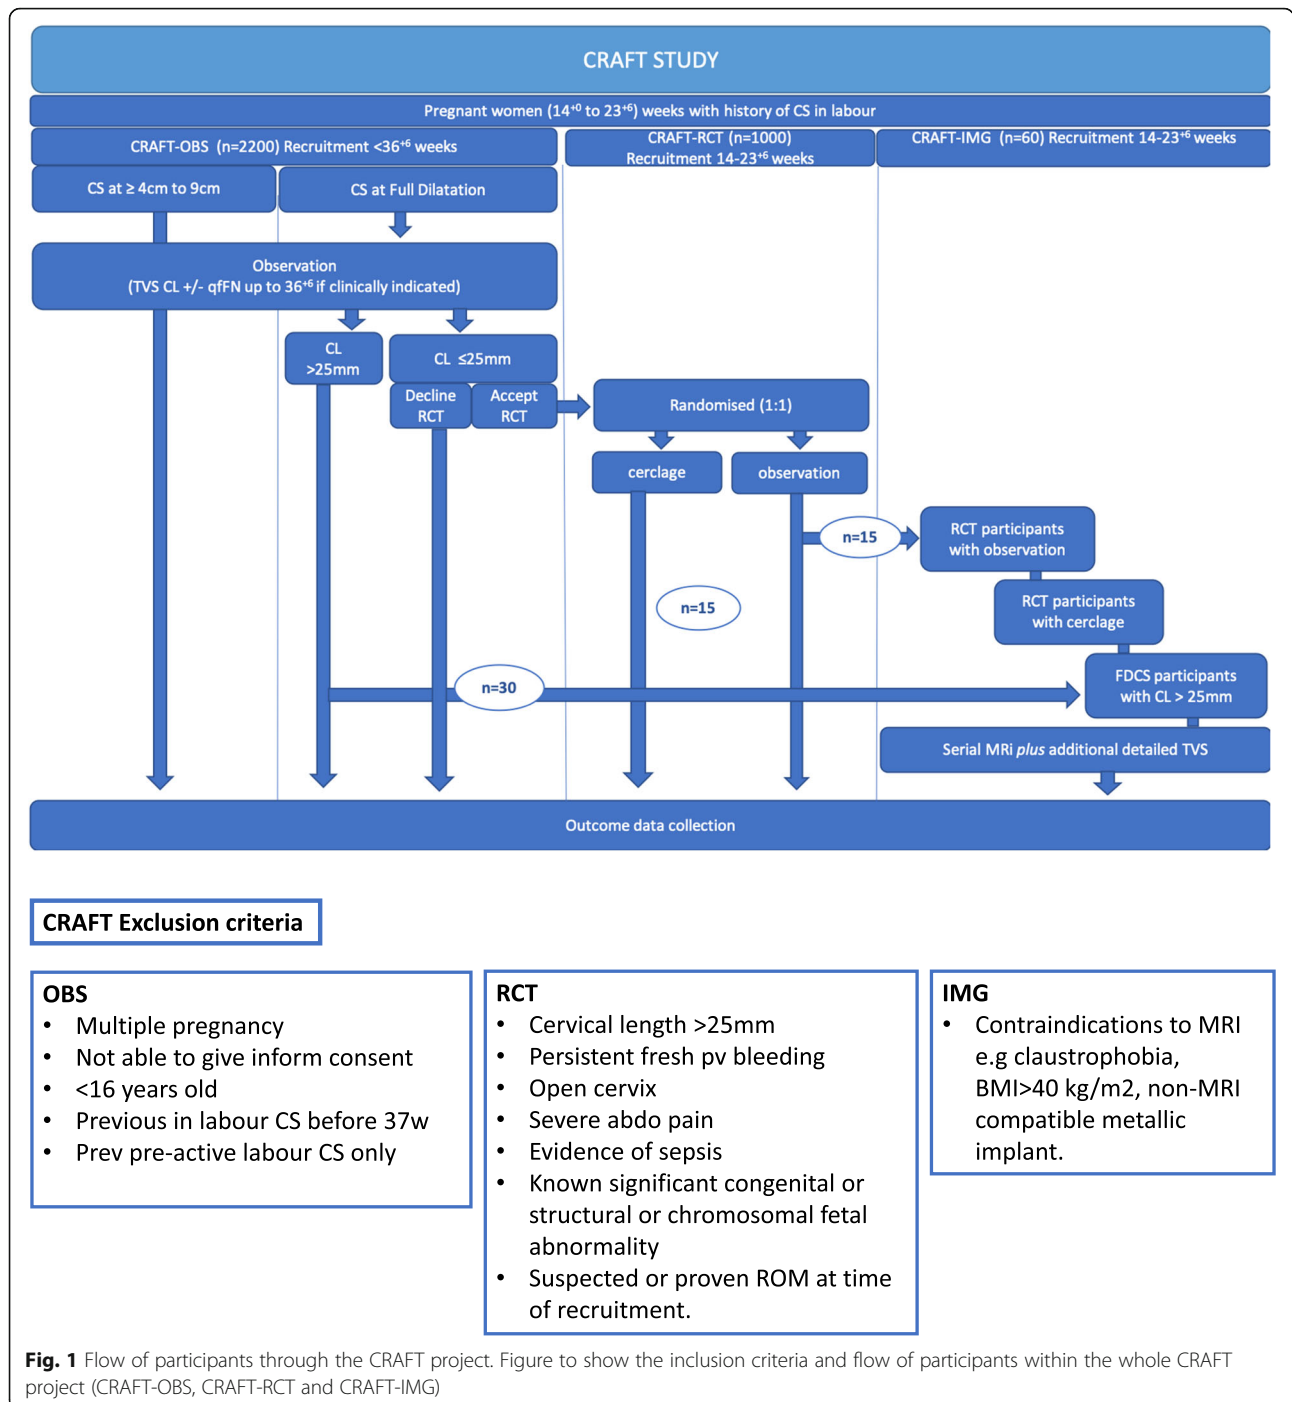 CRAFT STUDY
Pregnant women (14⁺⁰ to 23⁺⁶) weeks with history of CS in labour
CRAFT-OBS (n=2200) Recruitment <36⁺⁶ weeks
CRAFT-RCT (n=1000)
Recruitment 14-23⁺⁶ weeks
CRAFT-IMG (n=60) Recruitment 14-23⁺⁶ weeks
CS at ≥ 4cm to 9cm
CS at Full Dilatation
Observation
(TVS CL +/- qfFN up to 36⁺⁶ if clinically indicated)
CL
>25mm
CL ≤25mm
Decline
RCT
Accept
RCT
Randomised (1:1)
cerclage
observation
n=15
RCT participants
with observation
n=15
RCT participants
with cerclage
n=30
FDCS participants
with CL > 25mm
Serial MRi plus additional detailed TVS
Outcome data collection
CRAFT Exclusion criteria
OBS
• Multiple pregnancy
• Not able to give inform consent
• <16 years old
• Previous in labour CS before 37w
• Prev pre-active labour CS only
RCT
• Cervical length >25mm
• Persistent fresh pv bleeding
• Open cervix
• Severe abdo pain
• Evidence of sepsis
• Known significant congenital or
structural or chromosomal fetal
abnormality
• Suspected or proven ROM at time
of recruitment.
IMG
• Contraindications to MRI
e.g claustrophobia,
BMI>40 kg/m2, non-MRI
compatible metallic
implant.
Fig. 1 Flow of participants through the CRAFT project. Figure to show the inclusion criteria and flow of participants within the whole CRAFT
project (CRAFT-OBS, CRAFT-RCT and CRAFT-IMG)